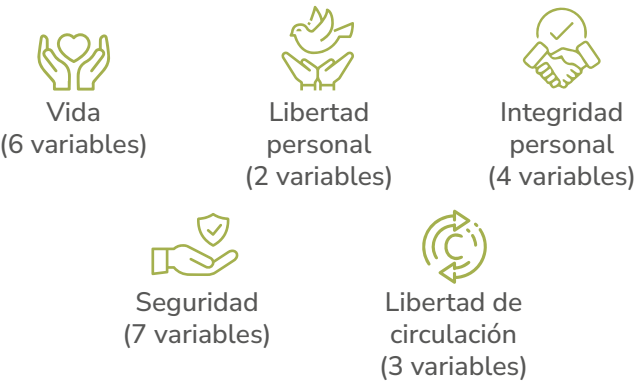 Vida
(6 variables)
Libertad
personal
(2 variables)
Integridad
personal
(4 variables)
Seguridad
(7 variables)
Libertad de
circulación
(3 variables)